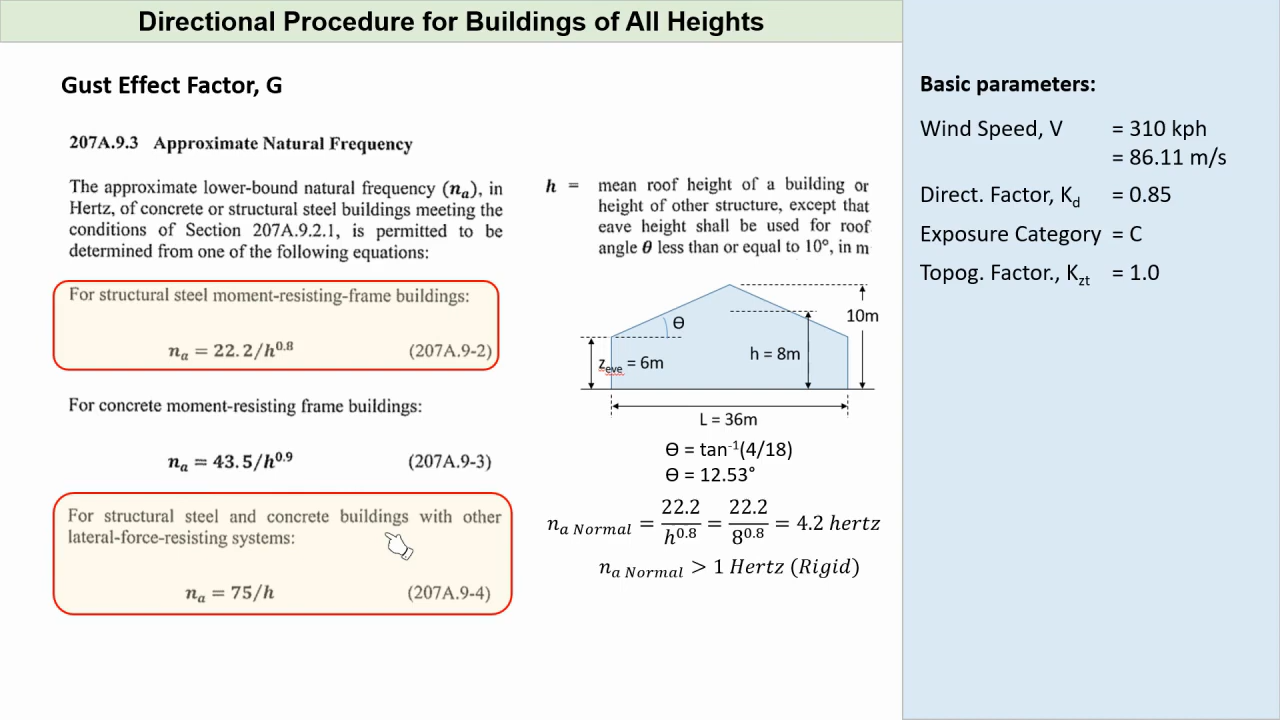 Directional Procedure for Buildings of All Heights
Gust Effect Factor, G
207A.9.3 Approximate Natural Frequency
The approximate lower-bound natural frequency (nₐ), in
Hertz, of concrete or structural steel buildings meeting the
conditions of Section 207A.9.2.1, is permitted to be
determined from one of the following equations:
For structural steel moment-resisting-frame buildings:
nₐ = 22.2/h^0.8 (207A.9-2)
For concrete moment-resisting frame buildings:
nₐ = 43.5/h^0.9 (207A.9-3)
For structural steel and concrete buildings with other
lateral-force-resisting systems:
nₐ = 75/h (207A.9-4)
h = mean roof height of a building or
height of other structure, except that
eave height shall be used for roof
angle θ less than or equal to 10°, in m
Ө
10m
h = 8m
z_eve = 6m
L = 36m
Ө = tan⁻¹(4/18)
Ө = 12.53°
n_a Normal = 22.2/h^0.8 = 22.2/8^0.8 = 4.2 hertz
n_a Normal > 1 Hertz (Rigid)
Basic parameters:
Wind Speed, V = 310 kph
= 86.11 m/s
Direct. Factor, K_d = 0.85
Exposure Category = C
Topog. Factor., K_zt = 1.0